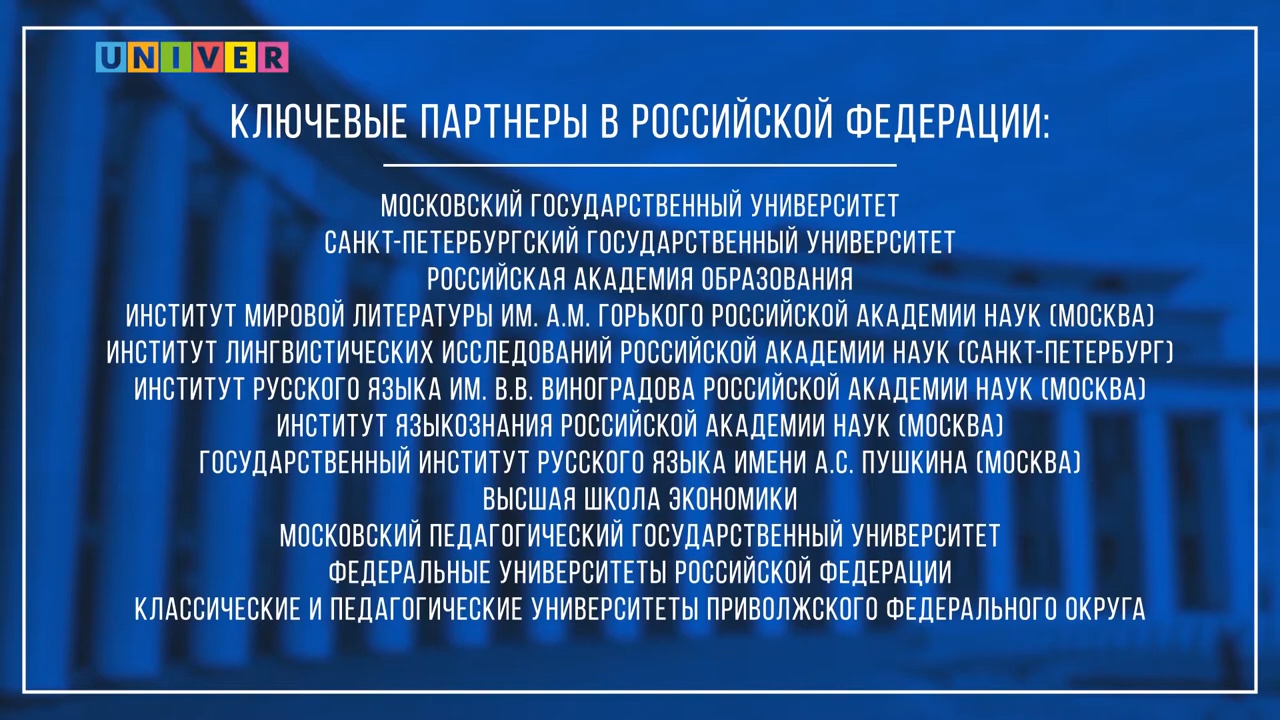 UNIVER
КЛЮЧЕВЫЕ ПАРТНЕРЫ В РОССИЙСКОЙ ФЕДЕРАЦИИ:
МОСКОВСКИЙ ГОСУДАРСТВЕННЫЙ УНИВЕРСИТЕТ
САНКТ-ПЕТЕРБУРГСКИЙ ГОСУДАРСТВЕННЫЙ УНИВЕРСИТЕТ
РОССИЙСКАЯ АКАДЕМИЯ ОБРАЗОВАНИЯ
ИНСТИТУТ МИРОВОЙ ЛИТЕРАТУРЫ ИМ. А.М. ГОРЬКОГО РОССИЙСКОЙ АКАДЕМИИ НАУК (МОСКВА)
ИНСТИТУТ ЛИНГВИСТИЧЕСКИХ ИССЛЕДОВАНИЙ РОССИЙСКОЙ АКАДЕМИИ НАУК (САНКТ-ПЕТЕРБУРГ)
ИНСТИТУТ РУССКОГО ЯЗЫКА ИМ. В.В. ВИНОГРАДОВА РОССИЙСКОЙ АКАДЕМИИ НАУК (МОСКВА)
ИНСТИТУТ ЯЗЫКОЗНАНИЯ РОССИЙСКОЙ АКАДЕМИИ НАУК (МОСКВА)
ГОСУДАРСТВЕННЫЙ ИНСТИТУТ РУССКОГО ЯЗЫКА ИМЕНИ А.С. ПУШКИНА (МОСКВА)
ВЫСШАЯ ШКОЛА ЭКОНОМИКИ
МОСКОВСКИЙ ПЕДАГОГИЧЕСКИЙ ГОСУДАРСТВЕННЫЙ УНИВЕРСИТЕТ
ФЕДЕРАЛЬНЫЕ УНИВЕРСИТЕТЫ РОССИЙСКОЙ ФЕДЕРАЦИИ
КЛАССИЧЕСКИЕ И ПЕДАГОГИЧЕСКИЕ УНИВЕРСИТЕТЫ ПРИВОЛЖСКОГО ФЕДЕРАЛЬНОГО ОКРУГА